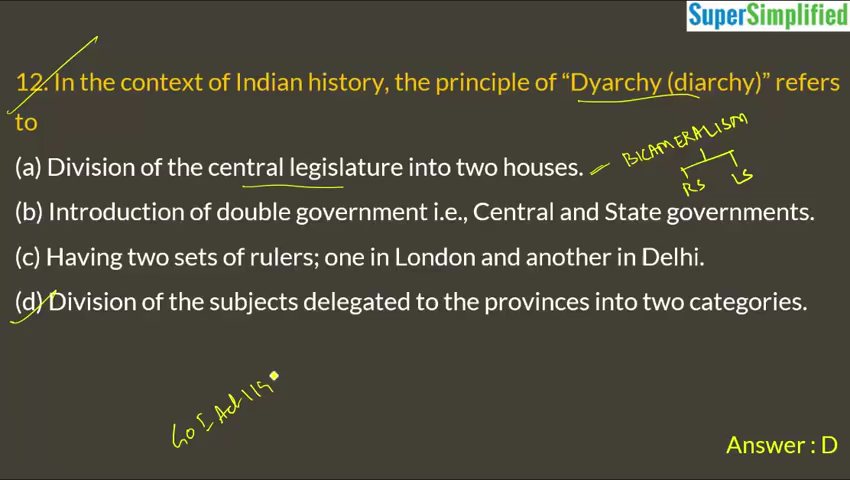 SuperSimplified
12. In the context of Indian history, the principle of “Dyarchy (diarchy)” refers
to
(a) Division of the central legislature into two houses.
BICAMERALISM
RS LS
(b) Introduction of double government i.e., Central and State governments.
(c) Having two sets of rulers; one in London and another in Delhi.
(d) Division of the subjects delegated to the provinces into two categories.
GOI Act
Answer : D